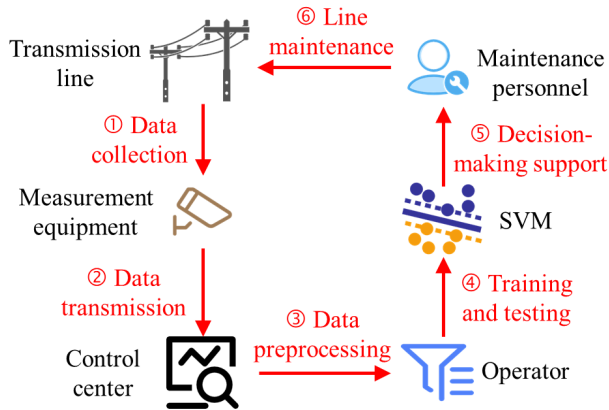 Transmission
line
① Data
collection
Measurement
equipment
② Data
transmission
Control
center
③ Data
preprocessing
Operator
④ Training
and testing
SVM
⑤ Decision-
making support
Maintenance
personnel
⑥ Line
maintenance